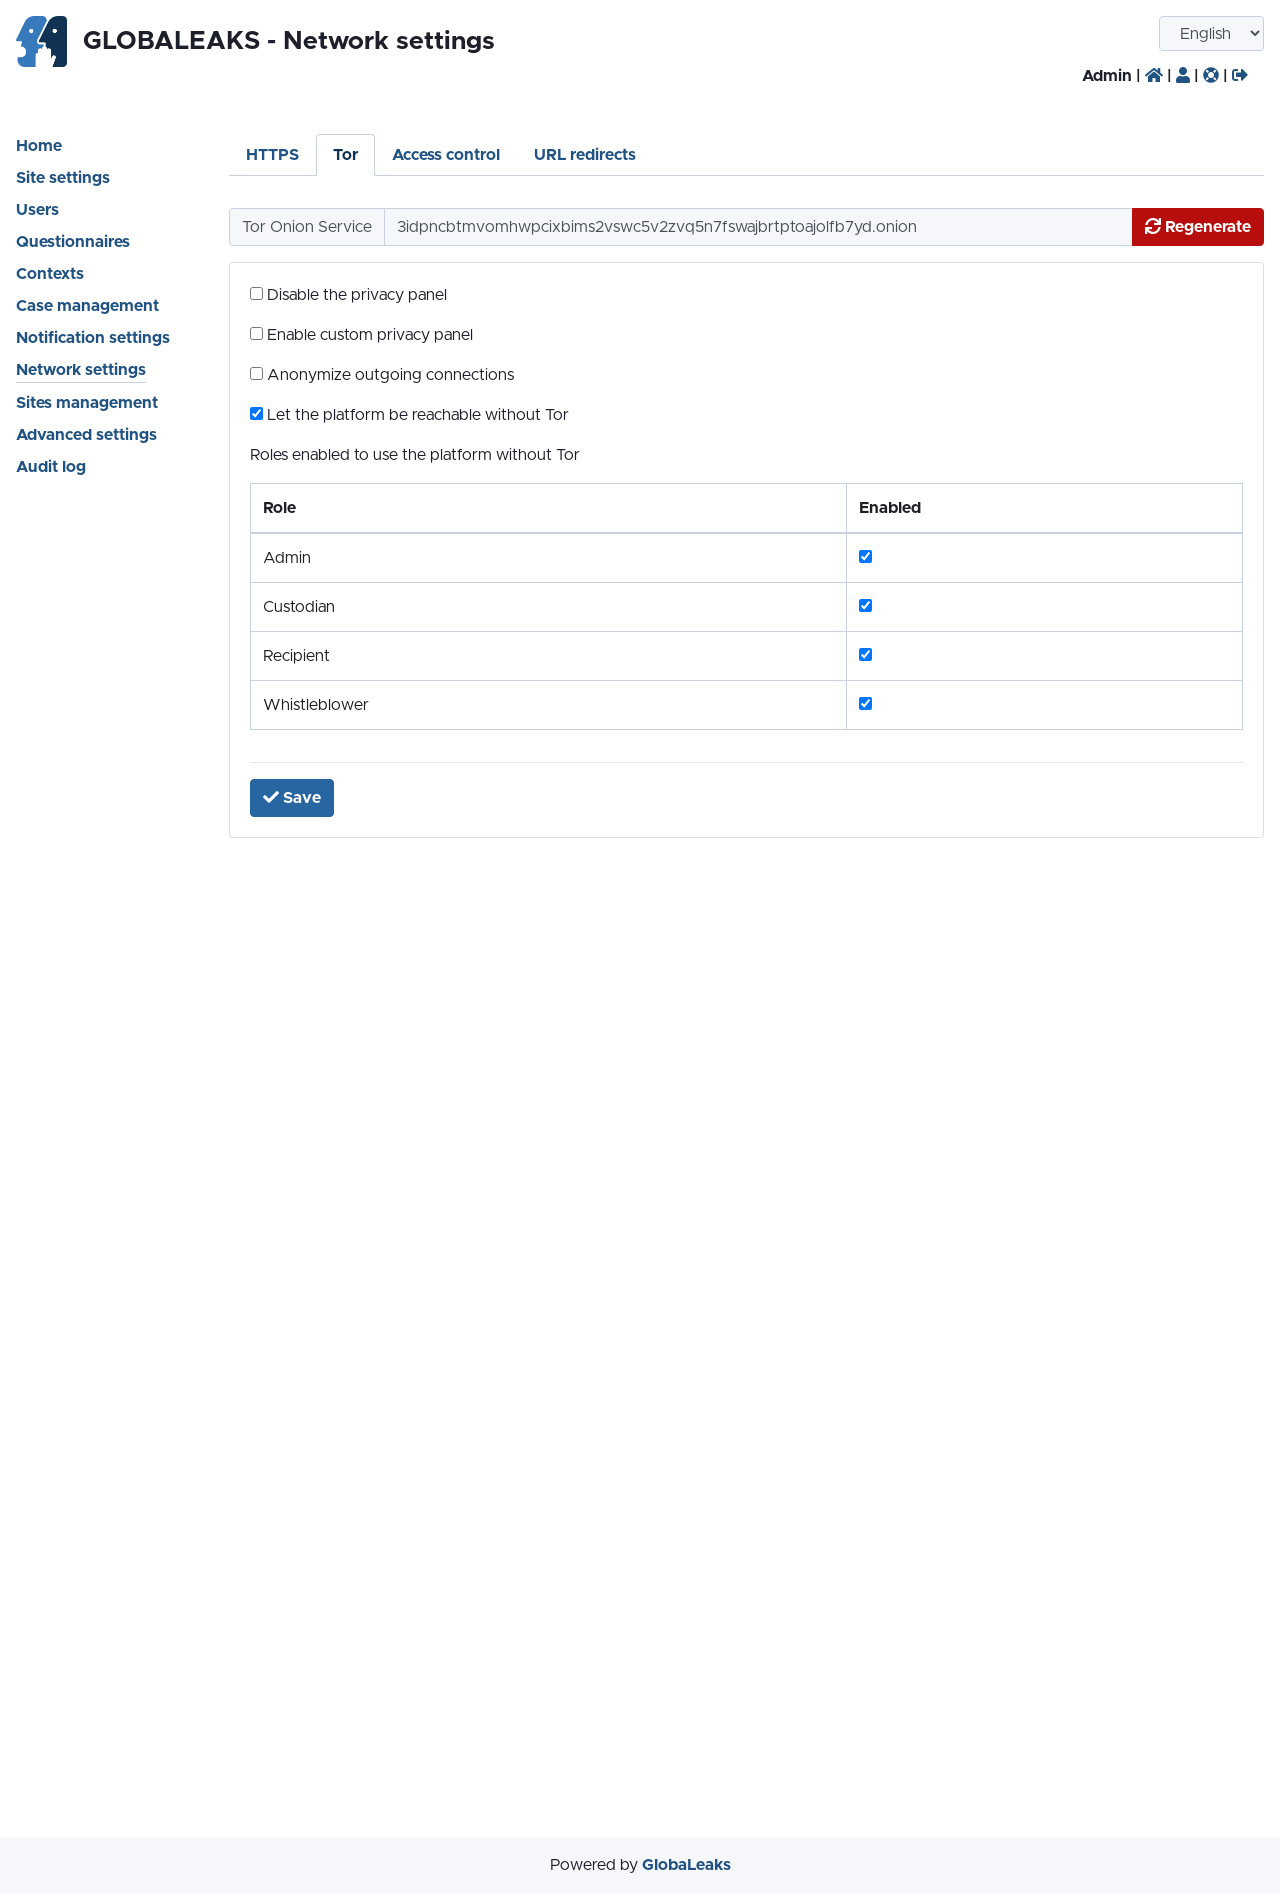 GLOBALEAKS - Network settings
English
Admin | | | |
Home
Site settings
Users
Questionnaires
Contexts
Case management
Notification settings
Network settings
Sites management
Advanced settings
Audit log
HTTPS Tor Access control URL redirects
Tor Onion Service 3idpncbtmvomhwpcixbims2vswc5v2zvq5n7fswajbrtptoajolfb7yd.onion Regenerate
Disable the privacy panel
Enable custom privacy panel
Anonymize outgoing connections
Let the platform be reachable without Tor
Roles enabled to use the platform without Tor
Role Enabled
Admin
Custodian
Recipient
Whistleblower
Save
Powered by GlobaLeaks